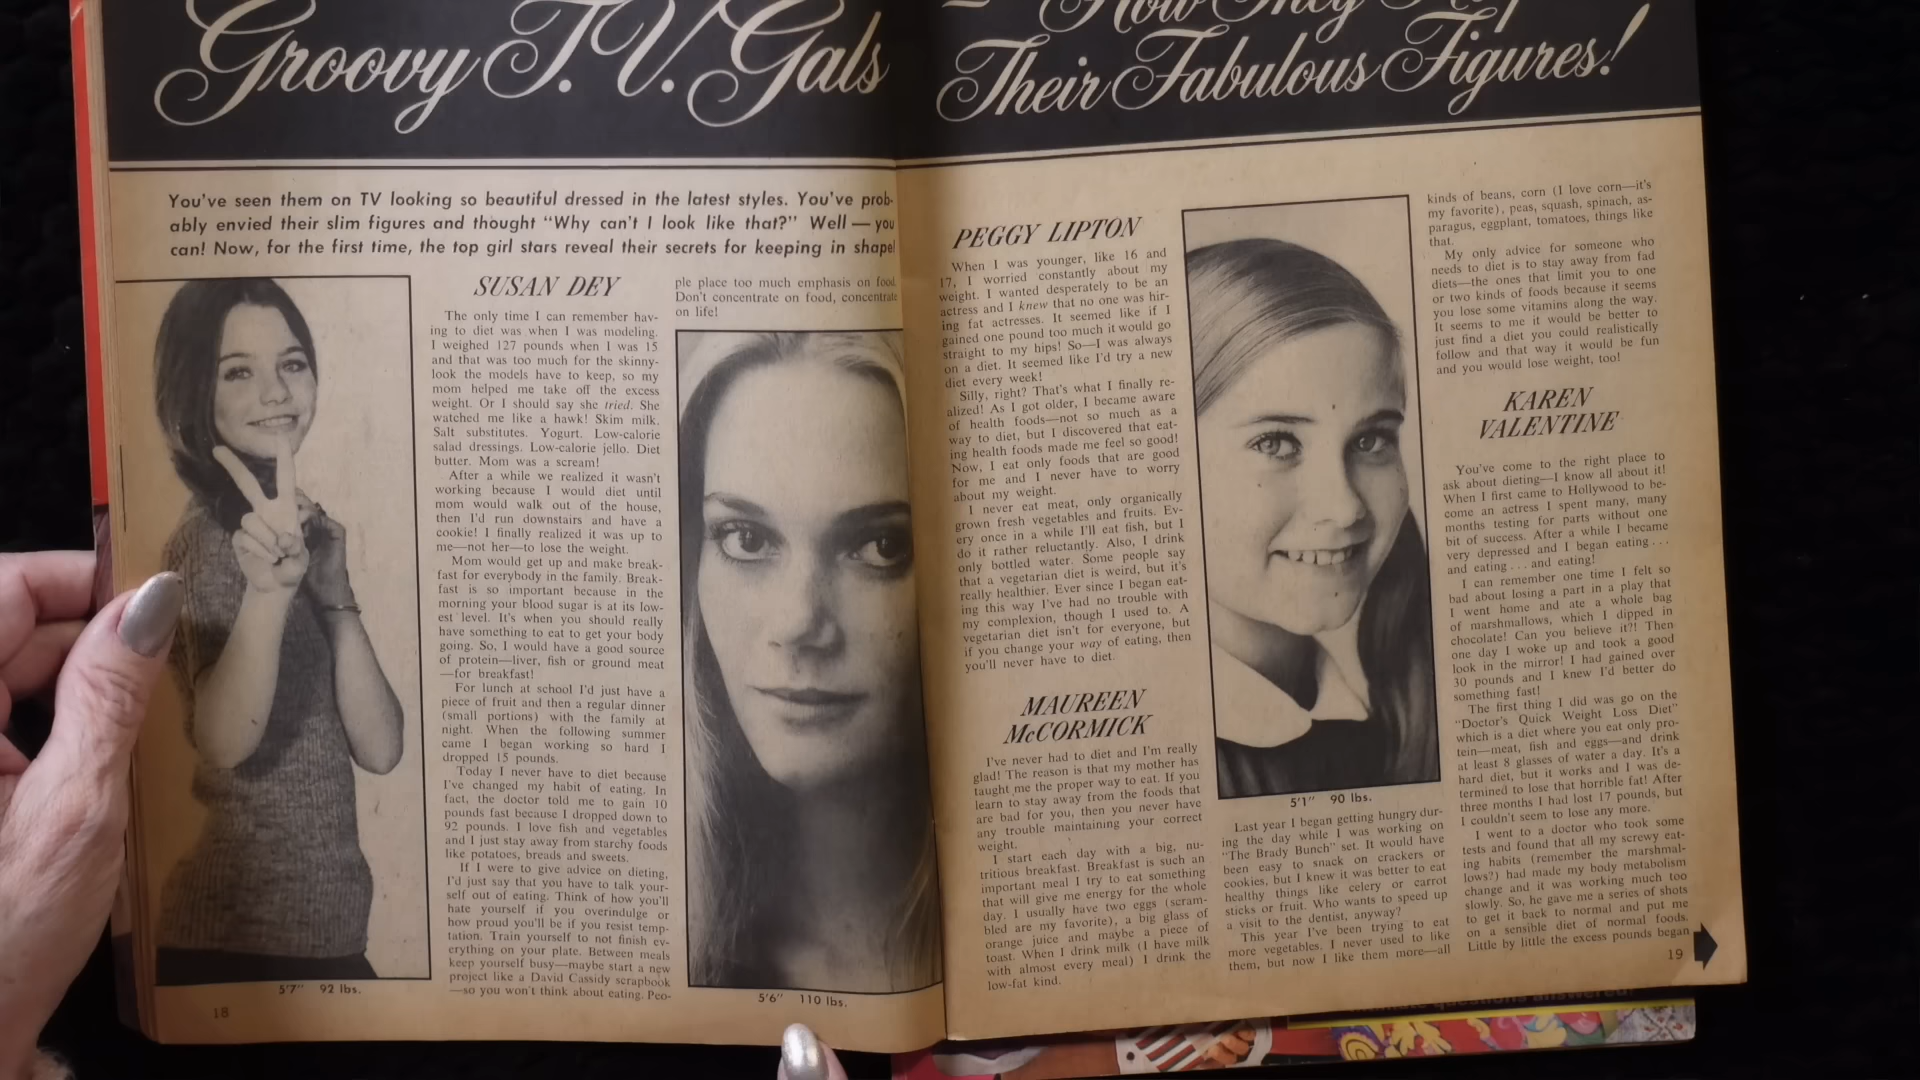 Groovy T.V. Gals
Their Fabulous Figures!
You've seen them on TV looking so beautiful dressed in the latest styles. You've prob-
ably envied their slim figures and thought "Why can't I look like that?" Well — you
can! Now, for the first time, the top girl stars reveal their secrets for keeping in shape!
SUSAN DEY
The only time I can remember hav-
ing to diet was when I was modeling.
I weighed 127 pounds when I was 15
and that was too much for the skinny-
look the models have to keep, so my
mom helped me take off the excess
weight. Or I should say she tried. She
watched me like a hawk! Skim milk.
Salt substitutes. Yogurt. Low-calorie
salad dressings. Low-calorie jello. Diet
butter. Mom was a scream!
After a while we realized it wasn't
working because I would diet until
mom would walk out of the house,
then I'd run downstairs and have a
cookie! I finally realized it was up to
me—not her—to lose the weight.
Mom would get up and make break-
fast for everybody in the family. Break-
fast is so important because in the
morning your blood sugar is at its low-
est level. It's when you should really
have something to eat to get your body
going. So, I would have a good source
of protein—liver, fish or ground meat
—for breakfast!
For lunch at school I'd just have a
piece of fruit and then a regular dinner
(small portions) with the family at
night. When the following summer
came I began working so hard I
dropped 15 pounds.
Today I never have to diet because
I've changed my habit of eating. In
fact, the doctor told me to gain 10
pounds fast because I dropped down to
92 pounds. I love fish and vegetables
and I just stay away from starchy foods
like potatoes, breads and sweets.
If I were to give advice on dieting,
I'd just say that you have to talk your-
self out of eating. Think of how you'll
hate yourself if you overindulge or
how proud you'll be if you resist temp-
tation. Train yourself to not finish ev-
erything on your plate. Between meals
keep yourself busy—maybe start a new
project like a David Cassidy scrapbook
—so you won't think about eating. Peo-
5'7" 92 lbs.
18
ple place too much emphasis on food.
Don't concentrate on food, concentrate
on life!
5'6" 110 lbs.
PEGGY LIPTON
When I was younger, like 16 and
17, I worried constantly about my
weight. I wanted desperately to be an
actress and I knew that no one was hir-
ing fat actresses. It seemed like if I
gained one pound too much it would go
straight to my hips! So—I was always
on a diet. It seemed like I'd try a new
diet every week!
Silly, right? That's what I finally re-
alized! As I got older, I became aware
of health foods—not so much as a
way to diet, but I discovered that eat-
ing health foods made me feel so good!
Now, I eat only foods that are good
for me and I never have to worry
about my weight.
I never eat meat, only organically
grown fresh vegetables and fruits. Ev-
ery once in a while I'll eat fish, but I
do it rather reluctantly. Also, I drink
only bottled water. Some people say
that a vegetarian diet is weird, but it's
really healthier. Ever since I began eat-
ing this way I've had no trouble with
my complexion, though I used to. A
vegetarian diet isn't for everyone, but
if you change your way of eating, then
you'll never have to diet.
MAUREEN
McCORMICK
I've never had to diet and I'm really
glad! The reason is that my mother has
taught me the proper way to eat. If you
learn to stay away from the foods that
are bad for you, then you never have
any trouble maintaining your correct
weight.
I start each day with a big, nu-
tritious breakfast. Breakfast is such an
important meal I try to eat something
that will give me energy for the whole
day. I usually have two eggs (scram-
bled are my favorite), a big glass of
orange juice and maybe a piece of
toast. When I drink milk (I have milk
with almost every meal) I drink the
low-fat kind.
5'1" 90 lbs.
Last year I began getting hungry dur-
ing the day while I was working on
"The Brady Bunch" set. It would have
been easy to snack on crackers or
cookies, but I knew it was better to eat
healthy things like celery or carrot
sticks or fruit. Who wants to speed up
a visit to the dentist, anyway?
This year I've been trying to eat
more vegetables. I never used to like
them, but now I like them more—all
kinds of beans, corn (I love corn—it's
my favorite), peas, squash, spinach, as-
paragus, eggplant, tomatoes, things like
that.
My only advice for someone who
needs to diet is to stay away from fad
diets—the ones that limit you to one
or two kinds of foods because it seems
you lose some vitamins along the way.
It seems to me it would be better to
just find a diet you could realistically
follow and that way it would be fun
and you would lose weight, too!
KAREN
VALENTINE
You've come to the right place to
ask about dieting—I know all about it!
When I first came to Hollywood to be-
come an actress I spent many, many
months testing for parts without one
bit of success. After a while I became
very depressed and I began eating . . .
and eating . . . and eating!
I can remember one time I felt so
bad about losing a part in a play that
I went home and ate a whole bag
of marshmallows, which I dipped in
chocolate! Can you believe it?! Then
one day I woke up and took a good
look in the mirror! I had gained over
30 pounds and I knew I'd better do
something fast!
The first thing I did was go on the
"Doctor's Quick Weight Loss Diet"
which is a diet where you eat only pro-
tein—meat, fish and eggs—and drink
at least 8 glasses of water a day. It's a
hard diet, but it works and I was de-
termined to lose that horrible fat! After
three months I had lost 17 pounds, but
I couldn't seem to lose any more.
I went to a doctor who took some
tests and found that all my screwy eat-
ing habits (remember the marshmal-
lows?) had made my body metabolism
change and it was working much too
slowly. So, he gave me a series of shots
to get it back to normal and put me
on a sensible diet of normal foods.
Little by little the excess pounds began
19